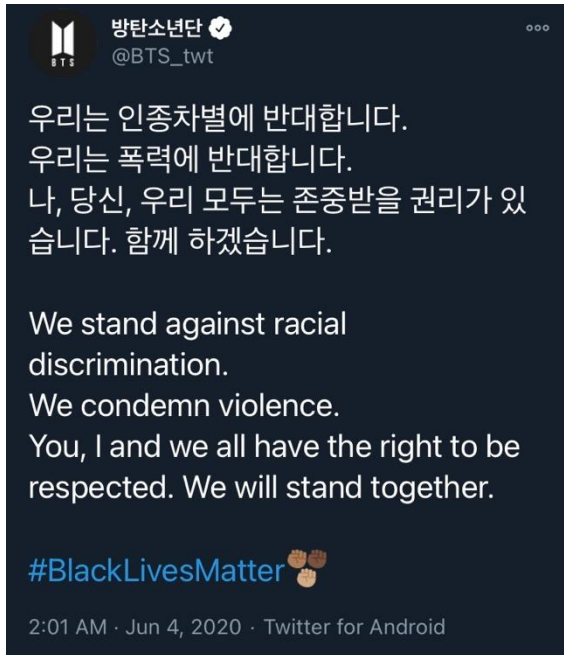 방탄소년단
BTS
@BTS_twt
우리는 인종차별에 반대합니다.
우리는 폭력에 반대합니다.
나, 당신, 우리 모두는 존중받을 권리가 있
습니다. 함께 하겠습니다.
We stand against racial
discrimination.
We condemn violence.
You, I and we all have the right to be
respected. We will stand together.
#BlackLivesMatter✊🏽✊🏿✊🏼
2:01 AM · Jun 4, 2020 · Twitter for Android